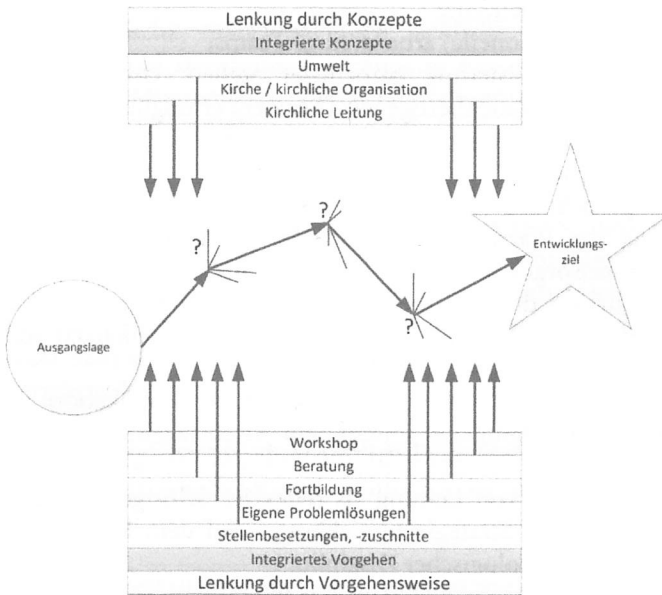 Lenkung durch Konzepte
Integrierte Konzepte
Umwelt
Kirche / kirchliche Organisation
Kirchliche Leitung
?
?
Entwicklungs-
ziel
?
Ausgangslage
Workshop
Beratung
Fortbildung
Eigene Problemlösungen
Stellenbesetzungen, -zuschnitte
Integriertes Vorgehen
Lenkung durch Vorgehensweise